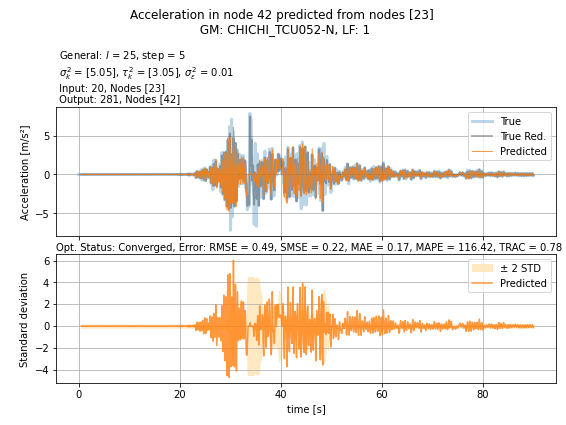 Acceleration in node 42 predicted from nodes [23]
GM: CHICHI_TCU052-N, LF: 1
General: l = 25, step = 5
σ²ₖ = [5.05], τ²ₖ = [3.05], σ²ε = 0.01
Input: 20, Nodes [23]
Output: 281, Nodes [42]
Acceleration [m/s²]
5
0
−5
True
True Red.
Predicted
Opt. Status: Converged, Error: RMSE = 0.49, SMSE = 0.22, MAE = 0.17, MAPE = 116.42, TRAC = 0.78
Standard deviation
6
4
2
0
−2
−4
± 2 STD
Predicted
0 20 40 60 80
time [s]